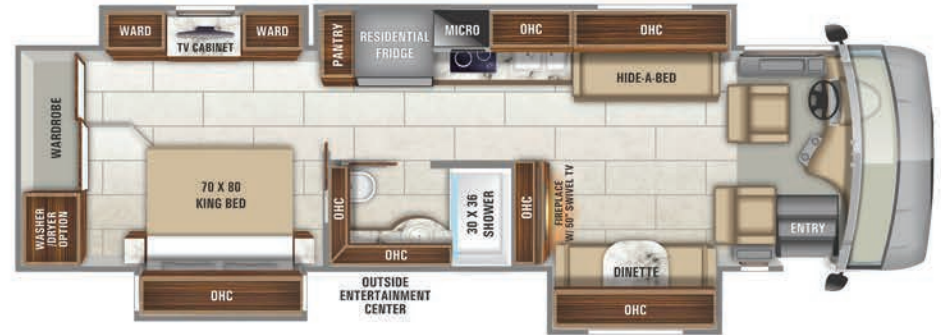 WARD
TV CABINET
WARD
PANTRY
RESIDENTIAL
FRIDGE
MICRO
OHC
OHC
HIDE-A-BED
WARDROBE
WASHER
/DRYER
OPTION
70 X 80
KING BED
OHC
OHC
OHC
30 X 36
SHOWER
OHC
FIREPLACE
W/ 50" SWIVEL TV
ENTRY
DINETTE
OHC
OUTSIDE
ENTERTAINMENT
CENTER